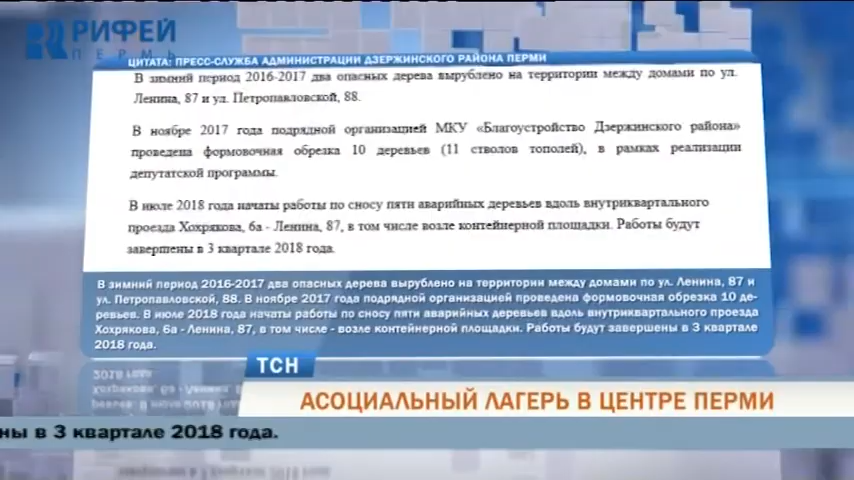 РИФЕЙ
ПЕРМЬ
ЦИТАТА: ПРЕСС-СЛУЖБА АДМИНИСТРАЦИИ ДЗЕРЖИНСКОГО РАЙОНА ПЕРМИ
В зимний период 2016-2017 два опасных дерева вырублено на территории между домами по ул.
Ленина, 87 и ул. Петропавловской, 88.
В ноябре 2017 года подрядной организацией МКУ «Благоустройство Дзержинского района»
проведена формовочная обрезка 10 деревьев (11 стволов тополей), в рамках реализации
депутатской программы.
В июле 2018 года начаты работы по сносу пяти аварийных деревьев вдоль внутриквартального
проезда Хохрякова, 6а - Ленина, 87, в том числе возле контейнерной площадки. Работы будут
завершены в 3 квартале 2018 года.
В зимний период 2016-2017 два опасных дерева вырублено на территории между домами по ул. Ленина, 87 и
ул. Петропавловской, 88. В ноябре 2017 года подрядной организацией проведена формовочная обрезка 10 де-
ревьев. В июле 2018 года начаты работы по сносу пяти аварийных деревьев вдоль внутриквартального проезда
Хохрякова, 6а - Ленина, 87, в том числе - возле контейнерной площадки. Работы будут завершены в 3 квартале
2018 года.
ТСН
АСОЦИАЛЬНЫЙ ЛАГЕРЬ В ЦЕНТРЕ ПЕРМИ
ны в 3 квартале 2018 года.